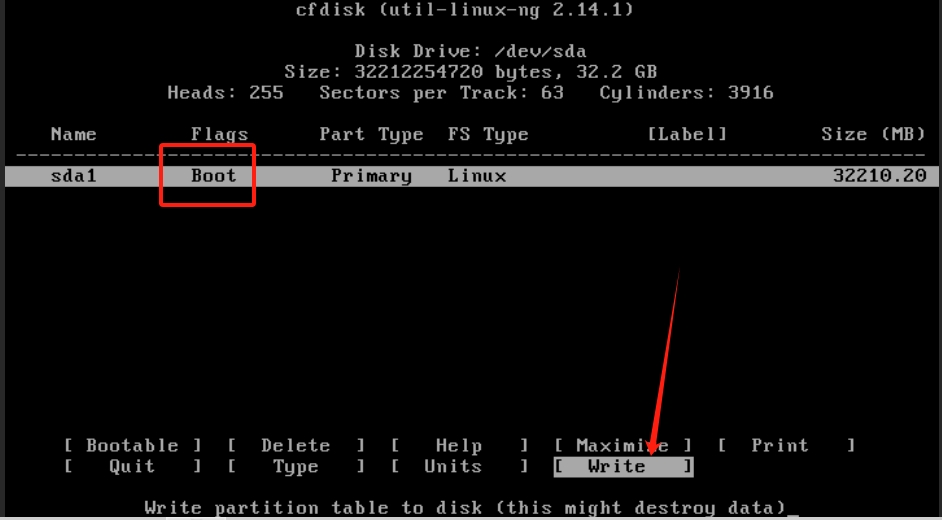 cfdisk (util-linux-ng 2.14.1)
Disk Drive: /dev/sda
Size: 32212254720 bytes, 32.2 GB
Heads: 255   Sectors per Track: 63   Cylinders: 3916
Name   Flags   Part Type   FS Type   [Label]   Size (MB)
sda1   Boot   Primary   Linux   32210.20
[ Bootable ]   [ Delete ]   [ Help ]   [ Maximize ]   [ Print ]
[ Quit ]   [ Type ]   [ Units ]   [ Write ]
Write partition table to disk (this might destroy data)_